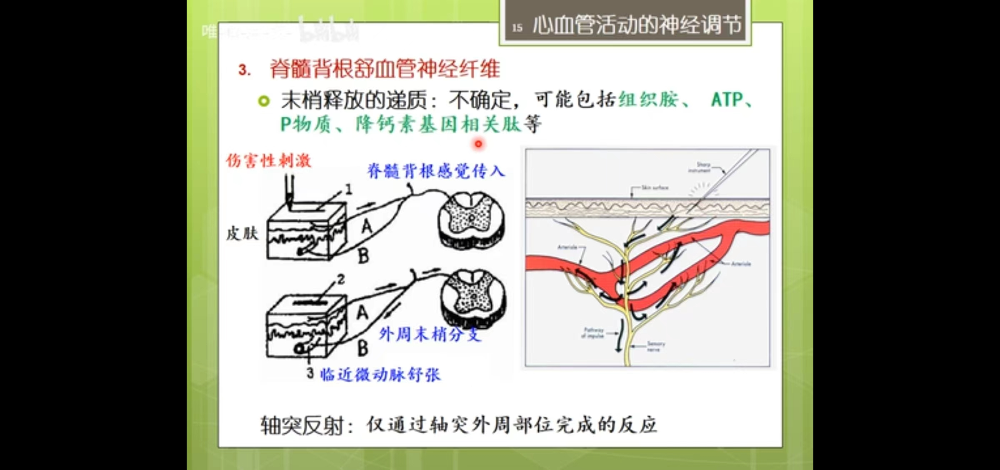 唯
bilibili
15 心血管活动的神经调节
3. 脊髓背根舒血管神经纤维
末梢释放的递质：不确定，可能包括组织胺、 ATP、
P物质、降钙素基因相关肽等
伤害性刺激
脊髓背根感觉传入
1
A
皮肤
B
2
A
外周末梢分支
B
3 临近微动脉舒张
Sharp
instrument
Skin surface
Arteriole
Arteriole
Pathway
of impulse
Sensory
nerve
轴突反射：仅通过轴突外周部位完成的反应